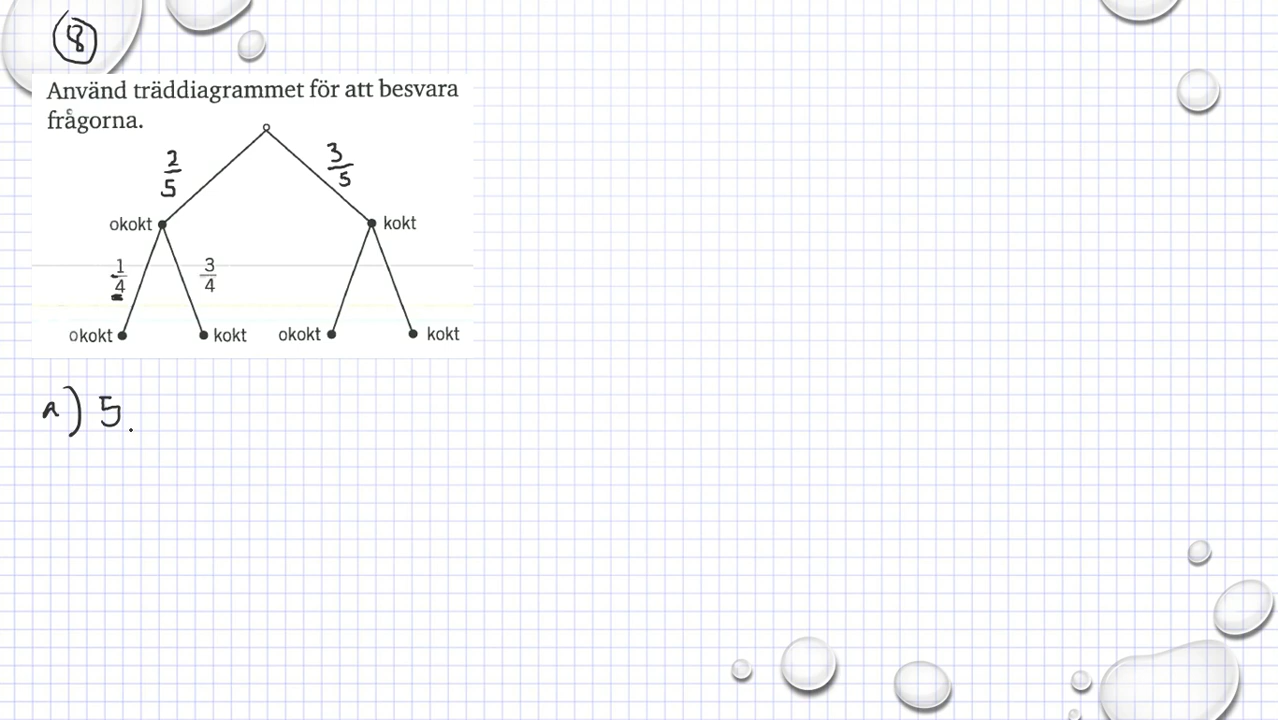 8
Använd träddiagrammet för att besvara
frågorna.
2/5 3/5
okokt kokt
1/4 3/4
okokt kokt okokt kokt
a) 5.